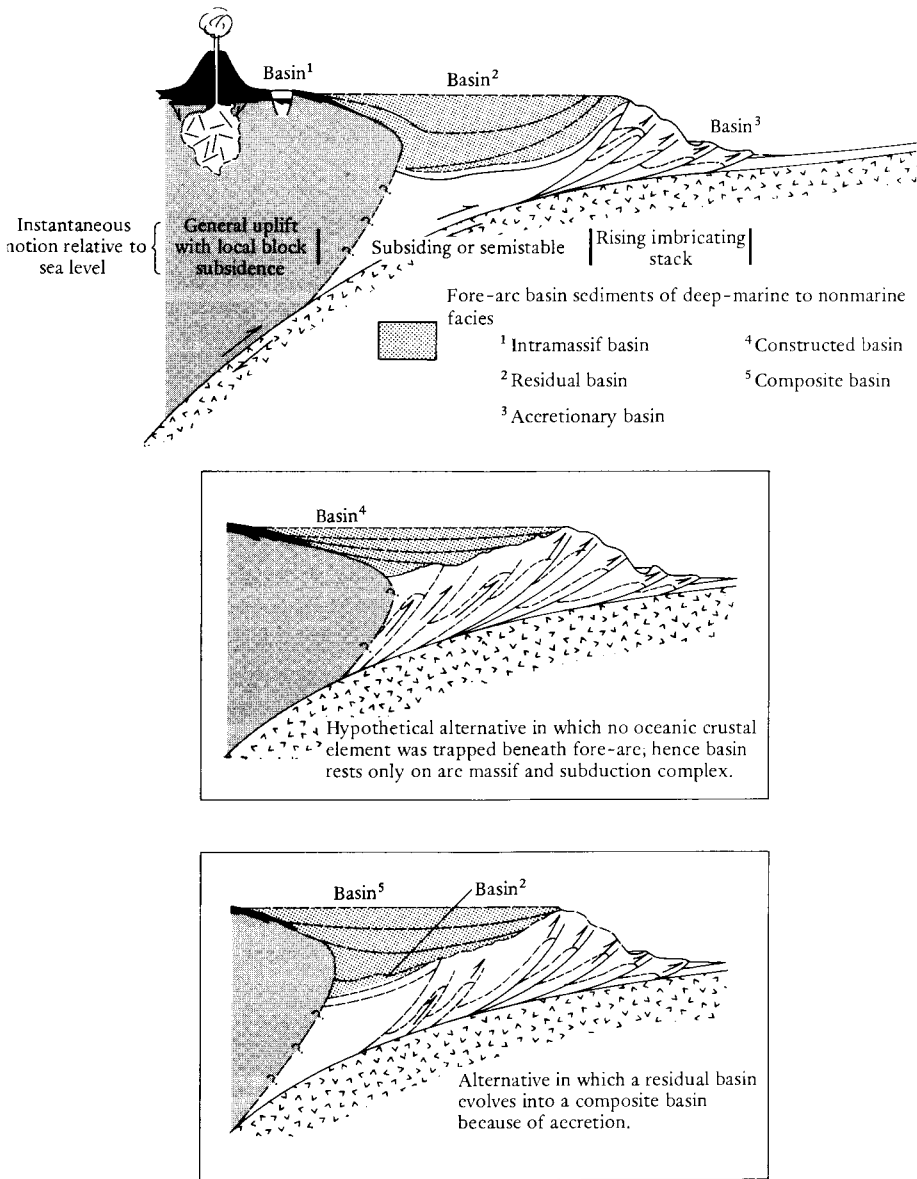 Basin¹
Basin²
Basin³
Instantaneous
motion relative to
sea level
General uplift
with local block
subsidence
Subsiding or semistable
Rising imbricating
stack
Fore-arc basin sediments of deep-marine to nonmarine
facies
¹ Intramassif basin
⁴ Constructed basin
² Residual basin
⁵ Composite basin
³ Accretionary basin
Basin⁴
Hypothetical alternative in which no oceanic crustal
element was trapped beneath fore-arc; hence basin
rests only on arc massif and subduction complex.
Basin⁵
Basin²
Alternative in which a residual basin
evolves into a composite basin
because of accretion.